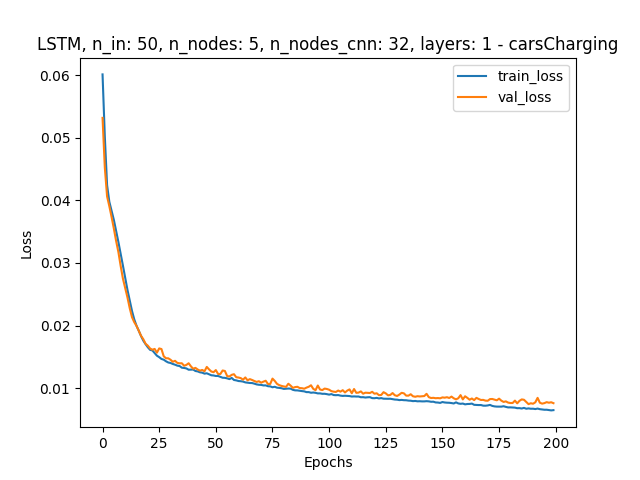 LSTM, n_in: 50, n_nodes: 5, n_nodes_cnn: 32, layers: 1 - carsCharging
train_loss
val_loss
0.06
0.05
0.04
0.03
0.02
0.01
Loss
0 25 50 75 100 125 150 175 200
Epochs